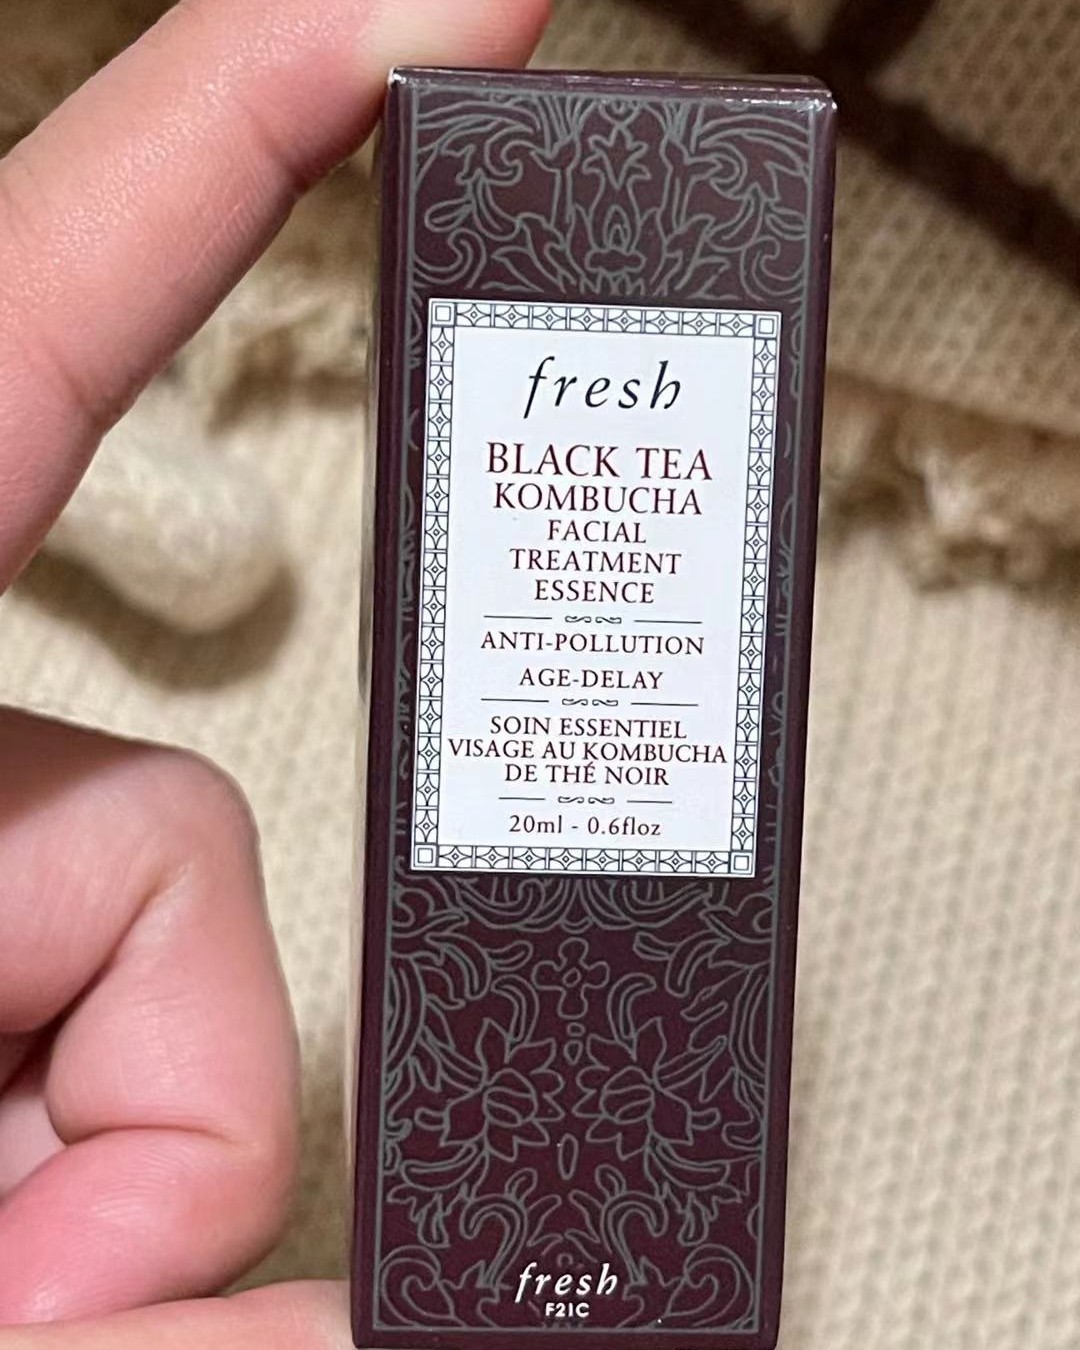 fresh
BLACK TEA
KOMBUCHA
FACIAL
TREATMENT
ESSENCE
ANTI-POLLUTION
AGE-DELAY
SOIN ESSENTIEL
VISAGE AU KOMBUCHA
DE THÉ NOIR
20ml - 0.6floz
fresh
F21C